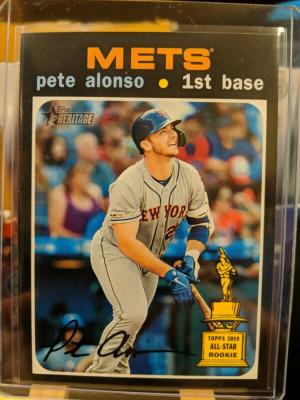 METS
pete alonso • 1st base
Topps
HERITAGE
NEW YORK
TOPPS 2019
ALL-STAR
ROOKIE